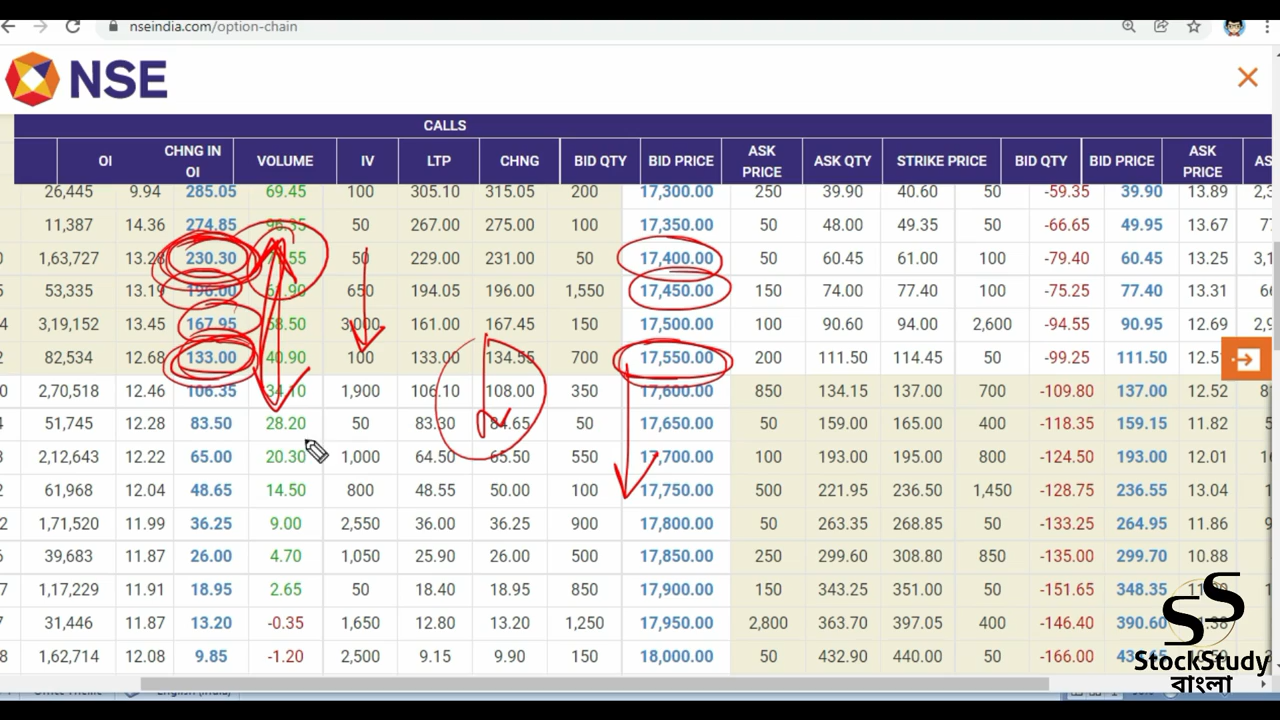 nseindia.com/option-chain
NSE
CALLS
OI CHNG IN OI VOLUME IV LTP CHNG BID QTY BID PRICE ASK PRICE ASK QTY STRIKE PRICE BID QTY BID PRICE ASK PRICE
26,445 9.94 285.05 69.45 100 305.10 315.05 200 17,300.00 250 39.90 40.60 50 -59.35 39.90 13.89
11,387 14.36 274.85 96.35 50 267.00 275.00 100 17,350.00 50 48.00 49.35 50 -66.65 49.95 13.67
1,63,727 13.28 230.30 50 229.00 231.00 50 17,400.00 50 60.45 61.00 100 -79.40 60.45 13.25
53,335 13.19 196.00 61.90 650 194.05 196.00 1,550 17,450.00 150 74.00 77.40 100 -75.25 77.40 13.31
3,19,152 13.45 167.95 58.50 3,000 161.00 167.45 150 17,500.00 100 90.60 94.00 2,600 -94.55 90.95 12.69
82,534 12.68 133.00 40.90 100 133.00 134.55 700 17,550.00 200 111.50 114.45 50 -99.25 111.50
2,70,518 12.46 106.35 34.10 1,900 106.10 108.00 350 17,600.00 850 134.15 137.00 700 -109.80 137.00 12.52
51,745 12.28 83.50 28.20 50 83.30 84.65 50 17,650.00 100 159.00 165.00 400 -118.35 159.15 11.82
2,12,643 12.22 65.00 20.30 1,000 64.50 65.50 550 17,700.00 100 193.00 195.00 800 -124.50 193.00 12.01
61,968 12.04 48.65 14.50 800 48.55 50.00 100 17,750.00 500 221.95 236.50 1,450 -128.75 236.55 13.04
1,71,520 11.99 36.25 9.00 2,550 36.00 36.25 900 17,800.00 50 263.35 268.85 50 -133.25 264.95 11.86
39,683 11.87 26.00 4.70 1,050 25.90 26.00 500 17,850.00 250 299.60 308.80 850 -135.00 299.70 10.88
1,17,229 11.91 18.95 2.65 50 18.40 18.95 850 17,900.00 150 343.25 351.00 50 -151.65 348.35
31,446 11.87 13.20 -0.35 1,650 12.80 13.20 1,250 17,950.00 2,800 363.70 397.05 400 -146.40 390.60
1,62,714 12.08 9.85 -1.20 2,500 9.15 9.90 150 18,000.00 50 432.90 440.00 50 -166.00
SS
StockStudy
বাংলা